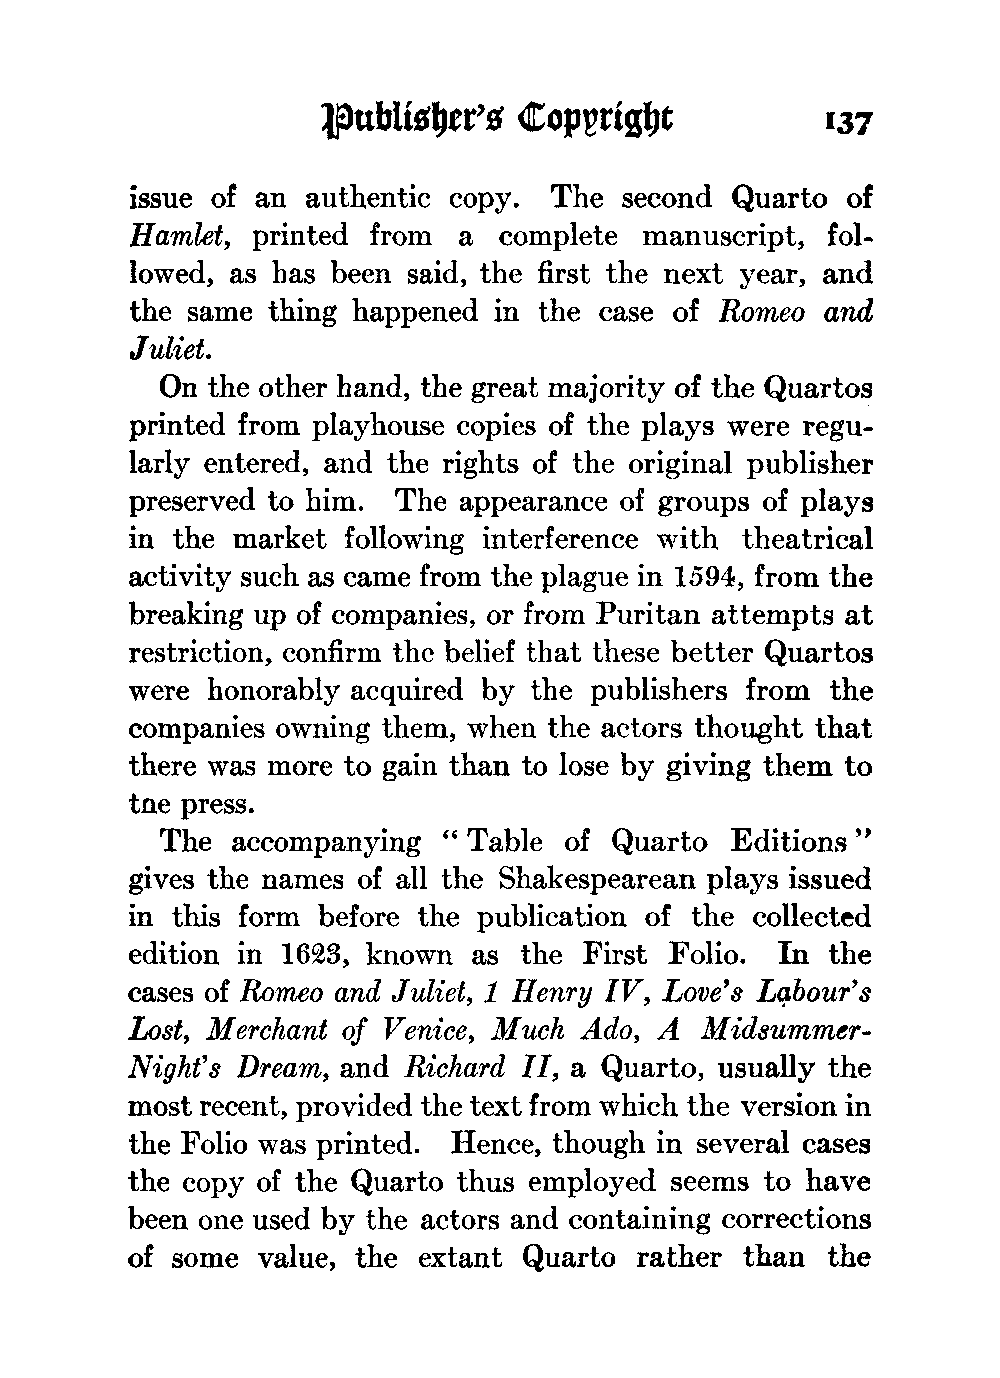 Publisher's Copyright 137
issue of an authentic copy. The second Quarto of
Hamlet, printed from a complete manuscript, fol-
lowed, as has been said, the first the next year, and
the same thing happened in the case of Romeo and
Juliet.
On the other hand, the great majority of the Quartos
printed from playhouse copies of the plays were regu-
larly entered, and the rights of the original publisher
preserved to him. The appearance of groups of plays
in the market following interference with theatrical
activity such as came from the plague in 1594, from the
breaking up of companies, or from Puritan attempts at
restriction, confirm the belief that these better Quartos
were honorably acquired by the publishers from the
companies owning them, when the actors thought that
there was more to gain than to lose by giving them to
tne press.
The accompanying “Table of Quarto Editions”
gives the names of all the Shakespearean plays issued
in this form before the publication of the collected
edition in 1623, known as the First Folio. In the
cases of Romeo and Juliet, 1 Henry IV, Love's Labour's
Lost, Merchant of Venice, Much Ado, A Midsummer-
Night's Dream, and Richard II, a Quarto, usually the
most recent, provided the text from which the version in
the Folio was printed. Hence, though in several cases
the copy of the Quarto thus employed seems to have
been one used by the actors and containing corrections
of some value, the extant Quarto rather than the